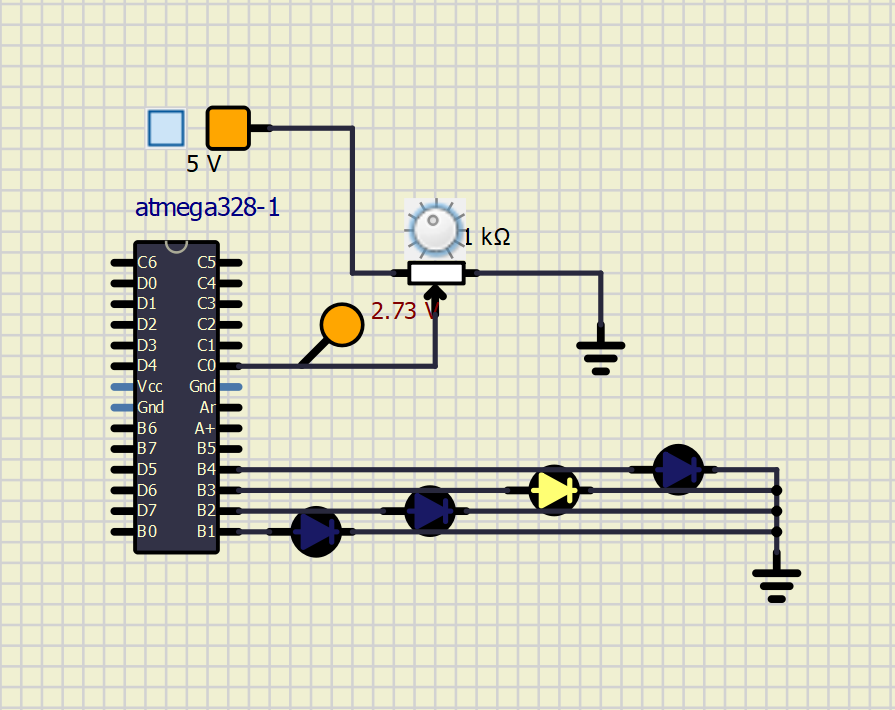 5 V
atmega328-1
1 kΩ
2.73 V
C6 C5
D0 C4
D1 C3
D2 C2
D3 C1
D4 C0
Vcc Gnd
Gnd Ar
B6 A+
B7 B5
D5 B4
D6 B3
D7 B2
B0 B1